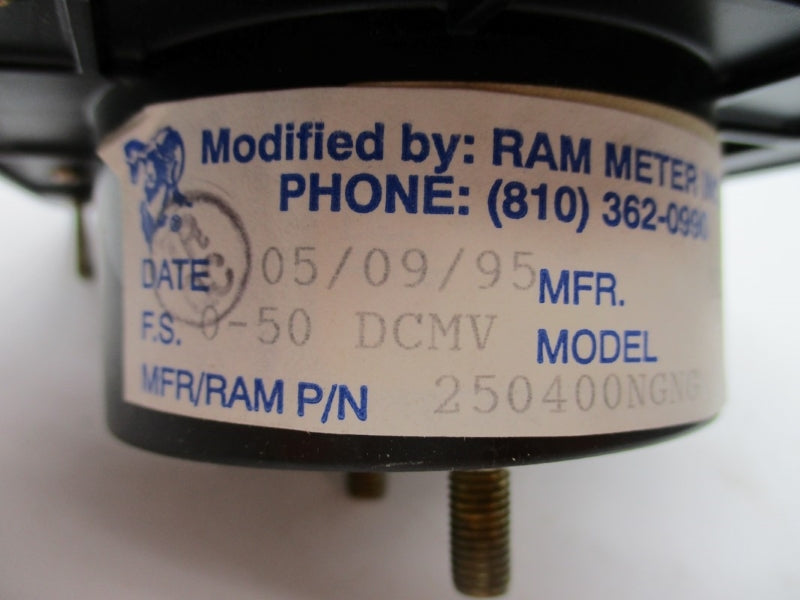 Modified by: RAM METER
PHONE: (810) 362-0990
DATE 05/09/95 MFR.
F.S. 0-50 DCMV MODEL
MFR/RAM P/N 250400NGNG